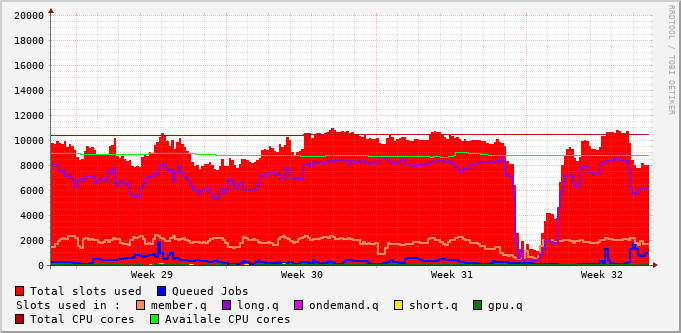 20000
18000
16000
14000
12000
10000
8000
6000
4000
2000
0
Week 29 Week 30 Week 31 Week 32
RRDTOOL / TOBI OETIKER
Total slots used Queued Jobs
Slots used in : member.q long.q ondemand.q short.q gpu.q
Total CPU cores Availale CPU cores